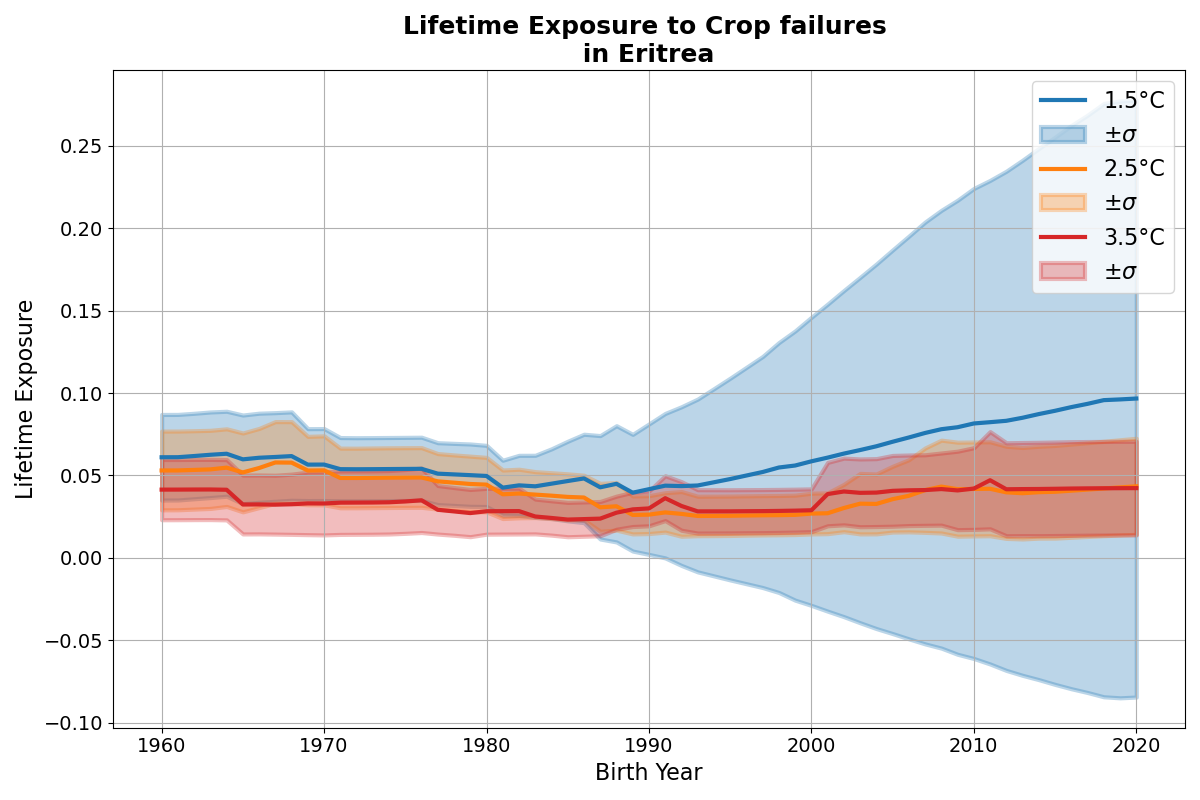 Lifetime Exposure to Crop failures
in Eritrea
Lifetime Exposure
0.25
0.20
0.15
0.10
0.05
0.00
−0.05
−0.10
1.5°C
±σ
2.5°C
±σ
3.5°C
±σ
1960 1970 1980 1990 2000 2010 2020
Birth Year